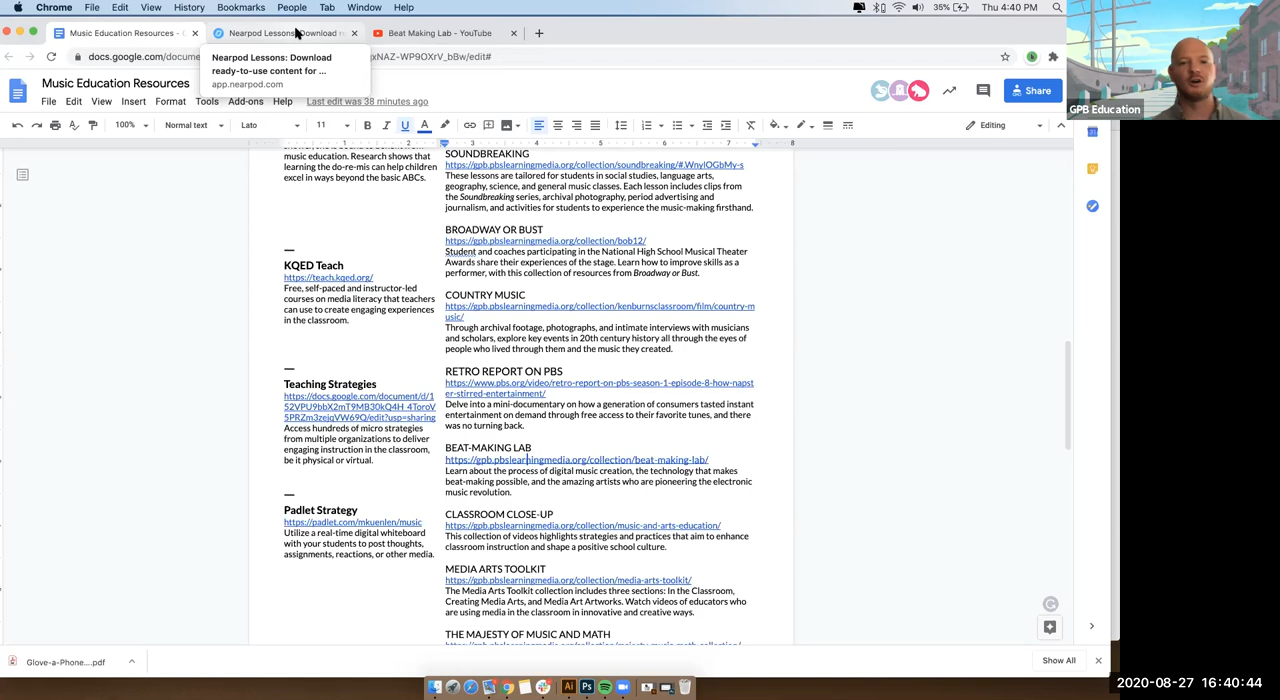 Chrome File Edit View History Bookmarks People Tab Window Help 35% Thu 4:40 PM
Music Education Resources - Nearpod Lessons: Download r Beat Making Lab - YouTube
docs.google.com/docume xNAZ-WP9OXrV_bBw/edit#
Nearpod Lessons: Download
ready-to-use content for ...
app.nearpod.com
Music Education Resources
File Edit View Insert Format Tools Add-ons Help Last edit was 38 minutes ago
Share
GPB Education
100% Normal text Lato 11 B I U A Editing
1 2 3 4 5 6 7 8
music education. Research shows that
learning the do-re-mis can help children
excel in ways beyond the basic ABCs.
—
KQED Teach
https://teach.kqed.org/
Free, self-paced and instructor-led
courses on media literacy that teachers
can use to create engaging experiences
in the classroom.
—
Teaching Strategies
https://docs.google.com/document/d/1
52VPU9bbX2mT9MB30kQ4H_4ToroV
5PRZm3zejqVW69Q/edit?usp=sharing
Access hundreds of micro strategies
from multiple organizations to deliver
engaging instruction in the classroom,
be it physical or virtual.
—
Padlet Strategy
https://padlet.com/mkuenlen/music
Utilize a real-time digital whiteboard
with your students to post thoughts,
assignments, reactions, or other media.
SOUNDBREAKING
https://gpb.pbslearningmedia.org/collection/soundbreaking/#.WnyIOGbMy-s
These lessons are tailored for students in social studies, language arts,
geography, science, and general music classes. Each lesson includes clips from
the Soundbreaking series, archival photography, period advertising and
journalism, and activities for students to experience the music-making firsthand.
BROADWAY OR BUST
https://gpb.pbslearningmedia.org/collection/bob12/
Student and coaches participating in the National High School Musical Theater
Awards share their experiences of the stage. Learn how to improve skills as a
performer, with this collection of resources from Broadway or Bust.
COUNTRY MUSIC
https://gpb.pbslearningmedia.org/collection/kenburnsclassroom/film/country-m
usic/
Through archival footage, photographs, and intimate interviews with musicians
and scholars, explore key events in 20th century history all through the eyes of
people who lived through them and the music they created.
RETRO REPORT ON PBS
https://www.pbs.org/video/retro-report-on-pbs-season-1-episode-8-how-napst
er-stirred-entertainment/
Delve into a mini-documentary on how a generation of consumers tasted instant
entertainment on demand through free access to their favorite tunes, and there
was no turning back.
BEAT-MAKING LAB
https://gpb.pbslearningmedia.org/collection/beat-making-lab/
Learn about the process of digital music creation, the technology that makes
beat-making possible, and the amazing artists who are pioneering the electronic
music revolution.
CLASSROOM CLOSE-UP
https://gpb.pbslearningmedia.org/collection/music-and-arts-education/
This collection of videos highlights strategies and practices that aim to enhance
classroom instruction and shape a positive school culture.
MEDIA ARTS TOOLKIT
https://gpb.pbslearningmedia.org/collection/media-arts-toolkit/
The Media Arts Toolkit collection includes three sections: In the Classroom,
Creating Media Arts, and Media Art Artworks. Watch videos of educators who
are using media in the classroom in innovative and creative ways.
THE MAJESTY OF MUSIC AND MATH
Glove-a-Phone....pdf
Show All
2020-08-27 16:40:44